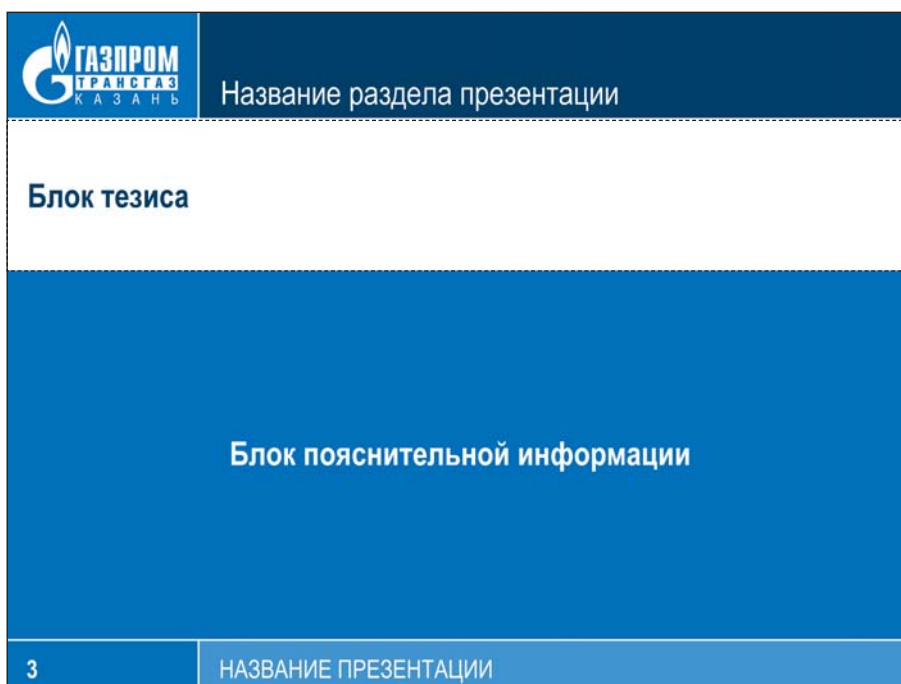 ГАЗПРОМ
ТРАНСГАЗ
КАЗАНЬ
Название раздела презентации
Блок тезиса
Блок пояснительной информации
3
НАЗВАНИЕ ПРЕЗЕНТАЦИИ